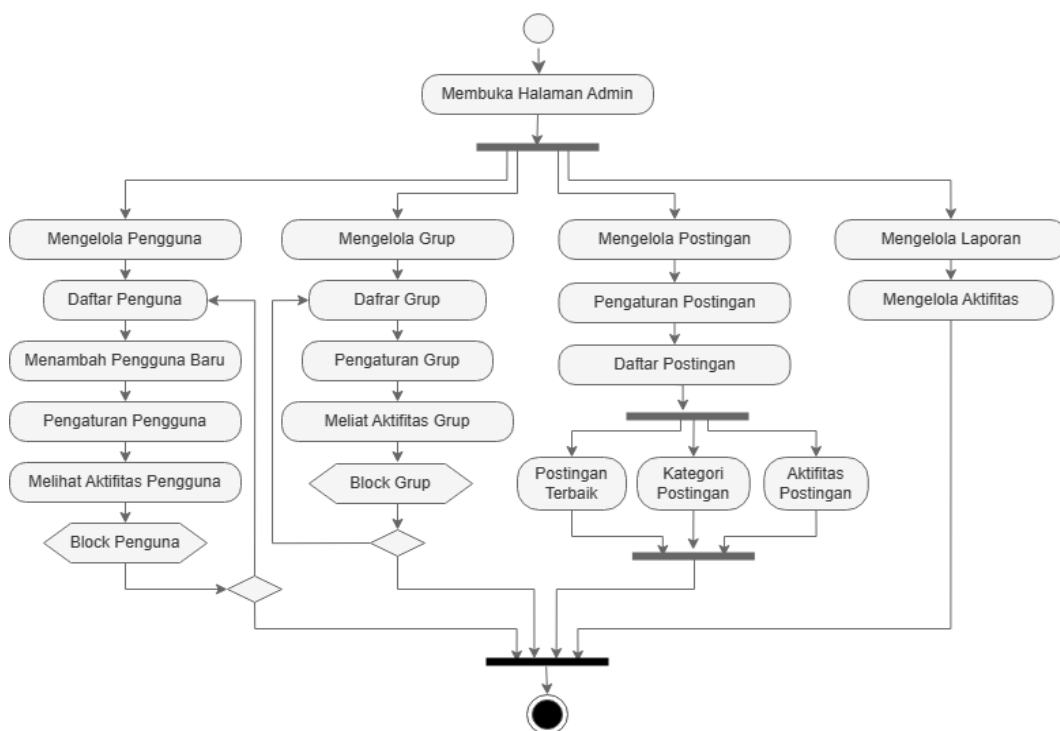 Membuka Halaman Admin
Mengelola Pengguna
Mengelola Grup
Mengelola Postingan
Mengelola Laporan
Daftar Penguna
Dafrar Grup
Pengaturan Postingan
Mengelola Aktifitas
Menambah Pengguna Baru
Pengaturan Grup
Daftar Postingan
Pengaturan Pengguna
Meliat Aktifitas Grup
Melihat Aktifitas Pengguna
Block Grup
Postingan
Terbaik
Kategori
Postingan
Aktifitas
Postingan
Block Penguna